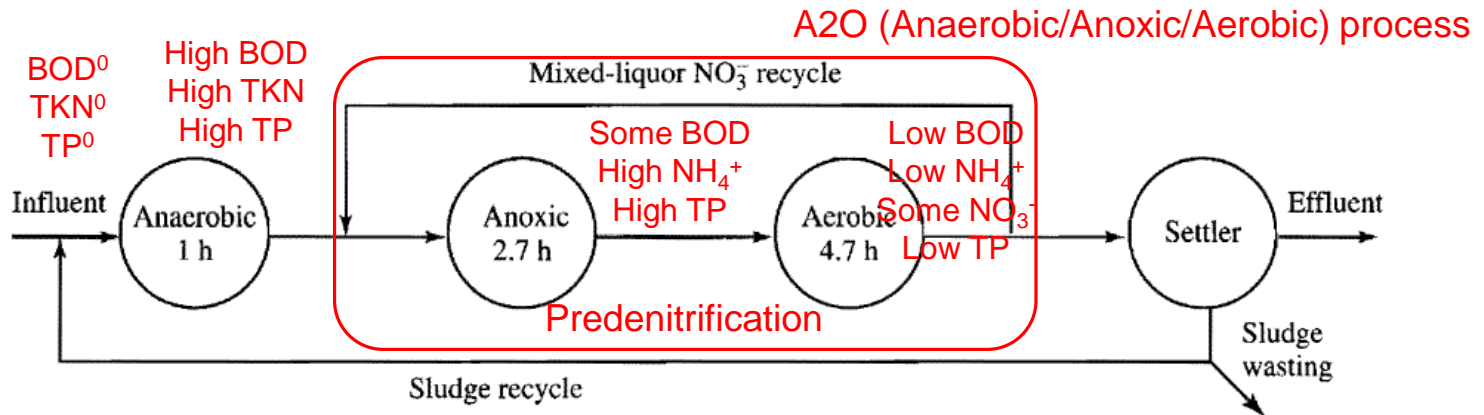 A2O (Anaerobic/Anoxic/Aerobic) process
BOD⁰
TKN⁰
TP⁰
High BOD
High TKN
High TP
Mixed-liquor NO₃⁻ recycle
Some BOD
High NH₄⁺
High TP
Low BOD
Low NH₄⁺
Some NO₃⁻
Low TP
Influent
Anaerobic
1 h
Anoxic
2.7 h
Aerobic
4.7 h
Settler
Effluent
Predenitrification
Sludge recycle
Sludge
wasting